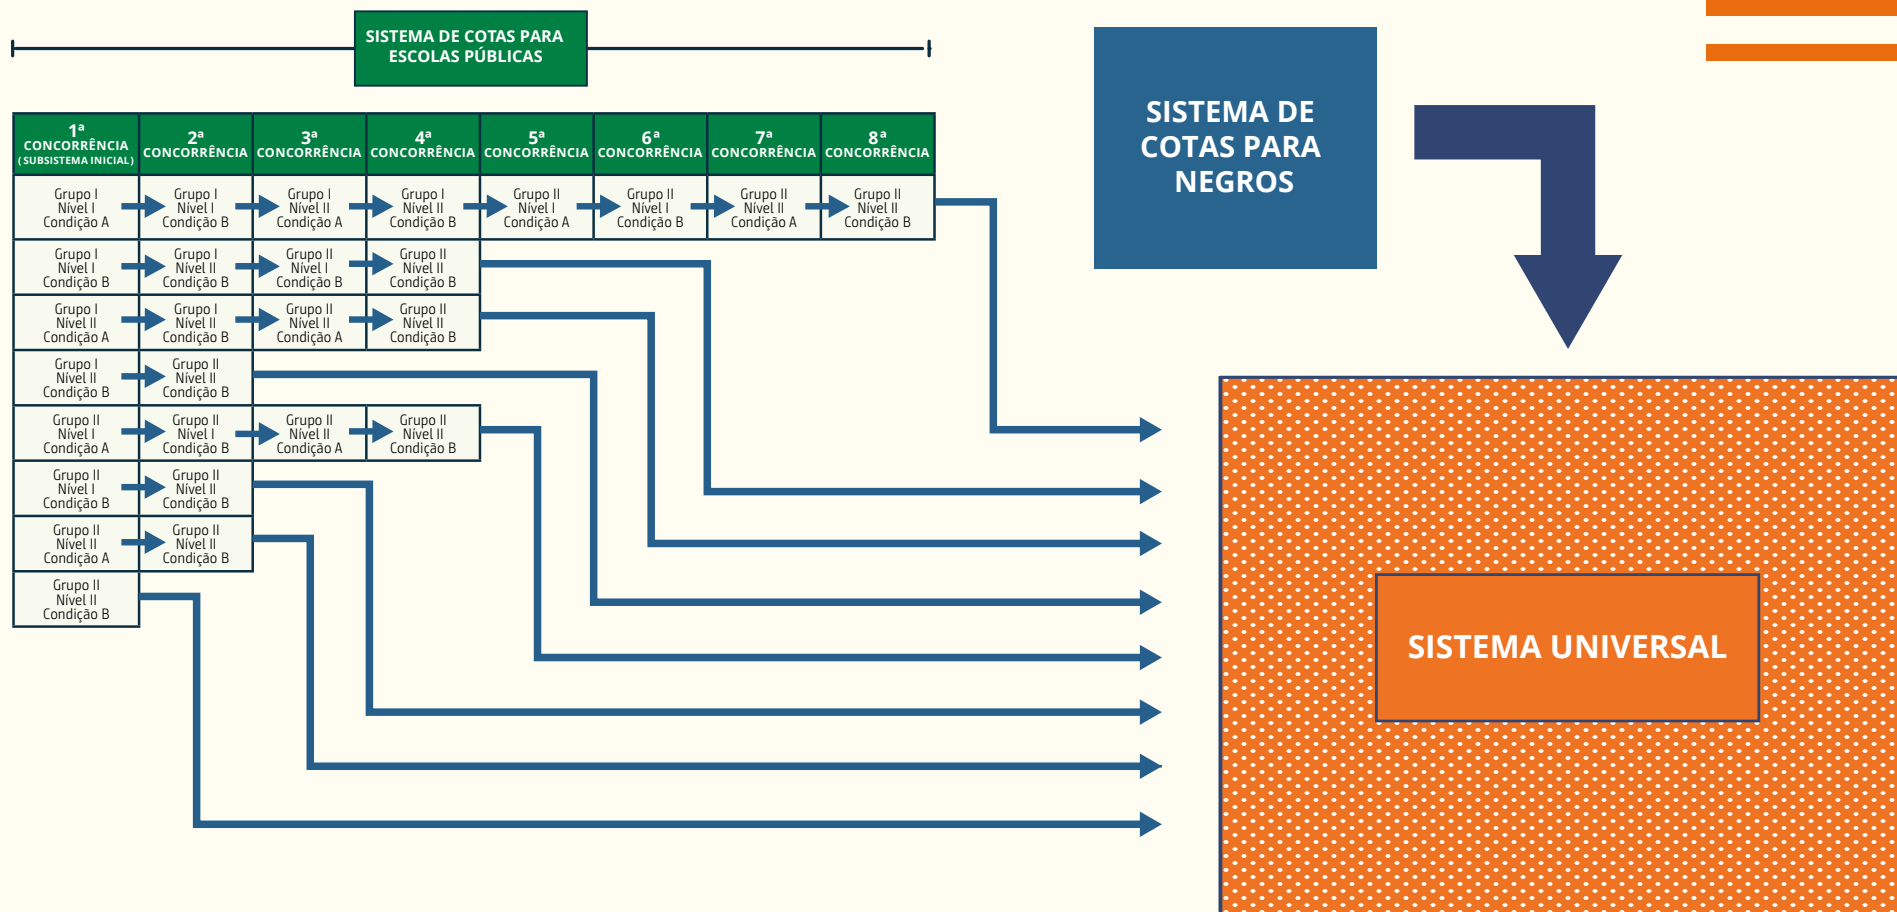 SISTEMA DE COTAS PARA
ESCOLAS PÚBLICAS
1ª
CONCORRÊNCIA
(SUBSISTEMA INICIAL)
2ª
CONCORRÊNCIA
3ª
CONCORRÊNCIA
4ª
CONCORRÊNCIA
5ª
CONCORRÊNCIA
6ª
CONCORRÊNCIA
7ª
CONCORRÊNCIA
8ª
CONCORRÊNCIA
Grupo I
Nível I
Condição A
Grupo I
Nível I
Condição B
Grupo I
Nível II
Condição A
Grupo I
Nível II
Condição B
Grupo II
Nível I
Condição A
Grupo II
Nível I
Condição B
Grupo II
Nível II
Condição A
Grupo II
Nível II
Condição B
Grupo I
Nível I
Condição B
Grupo I
Nível II
Condição B
Grupo II
Nível I
Condição B
Grupo II
Nível II
Condição B
Grupo I
Nível II
Condição A
Grupo I
Nível II
Condição B
Grupo II
Nível II
Condição A
Grupo II
Nível II
Condição B
Grupo I
Nível II
Condição B
Grupo II
Nível II
Condição B
Grupo II
Nível I
Condição A
Grupo II
Nível I
Condição B
Grupo II
Nível II
Condição A
Grupo II
Nível II
Condição B
Grupo II
Nível I
Condição B
Grupo II
Nível II
Condição B
Grupo II
Nível II
Condição A
Grupo II
Nível II
Condição B
Grupo II
Nível II
Condição B
SISTEMA DE
COTAS PARA
NEGROS
SISTEMA UNIVERSAL